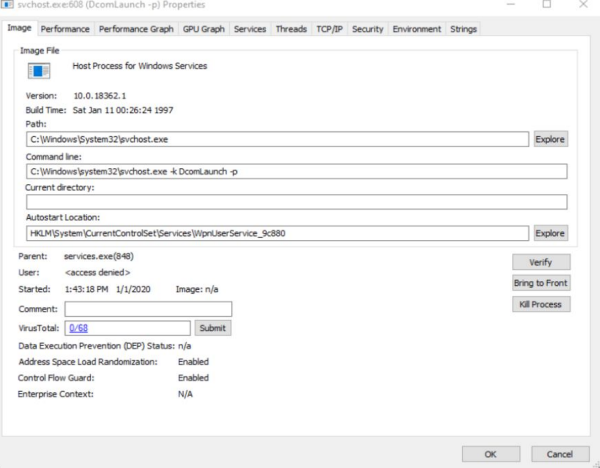 svchost.exe:608 (DcomLaunch -p) Properties
Image Performance Performance Graph GPU Graph Services Threads TCP/IP Security Environment Strings
Image File
Host Process for Windows Services
Version: 10.0.18362.1
Build Time: Sat Jan 11 00:26:24 1997
Path:
C:\Windows\System32\svchost.exe Explore
Command line:
C:\Windows\system32\svchost.exe -k DcomLaunch -p
Current directory:
Autostart Location:
HKLM\System\CurrentControlSet\Services\WpnUserService_9c880 Explore
Parent: services.exe(848) Verify
User: <access denied>
Started: 1:43:18 PM 1/1/2020 Image: n/a Bring to Front
Comment: Kill Process
VirusTotal: 0/68 Submit
Data Execution Prevention (DEP) Status: n/a
Address Space Load Randomization: Enabled
Control Flow Guard: Enabled
Enterprise Context: N/A
OK Cancel